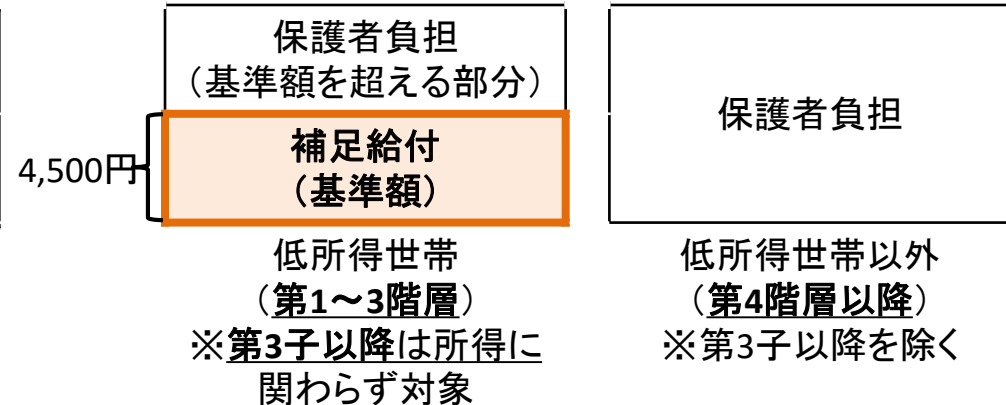 保護者負担
（基準額を超える部分）
4,500円
補足給付
（基準額）
低所得世帯
（第1～3階層）
※第3子以降は所得に
関わらず対象
保護者負担
低所得世帯以外
（第4階層以降）
※第3子以降を除く